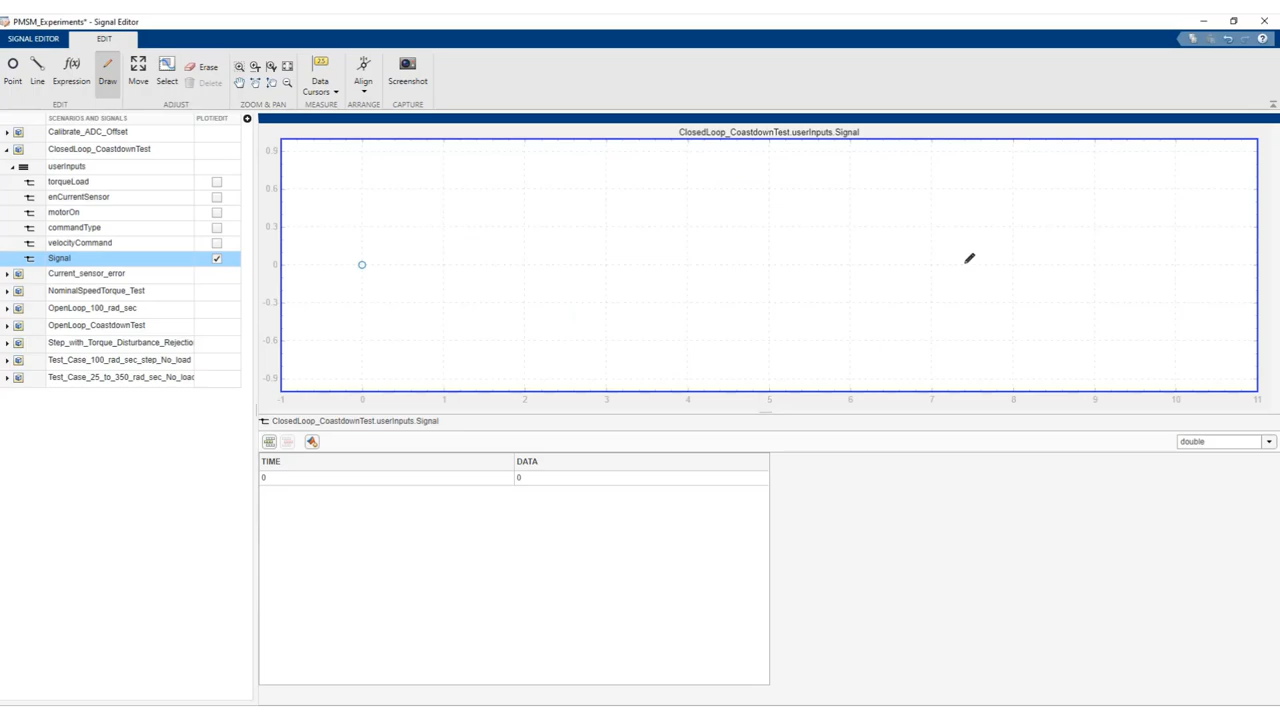 PMSM_Experiments* - Signal Editor
SIGNAL EDITOR EDIT
Point Line Expression Draw Move Select Erase Delete Data Cursors Align Screenshot
EDIT ADJUST ZOOM & PAN MEASURE ARRANGE CAPTURE
SCENARIOS AND SIGNALS PLOT/EDIT
Calibrate_ADC_Offset
ClosedLoop_CoastdownTest
userInputs
torqueLoad
enCurrentSensor
motorOn
commandType
velocityCommand
Signal
Current_sensor_error
NominalSpeedTorque_Test
OpenLoop_100_rad_sec
OpenLoop_CoastdownTest
Step_with_Torque_Disturbance_Rejectio
Test_Case_100_rad_sec_step_No_load
Test_Case_25_to_350_rad_sec_No_loac
ClosedLoop_CoastdownTest.userInputs.Signal
0.9
0.6
0.3
0
-0.3
-0.6
-0.9
-1 0 1 2 3 4 5 6 7 8 9 10 11
ClosedLoop_CoastdownTest.userInputs.Signal
double
TIME DATA
0 0